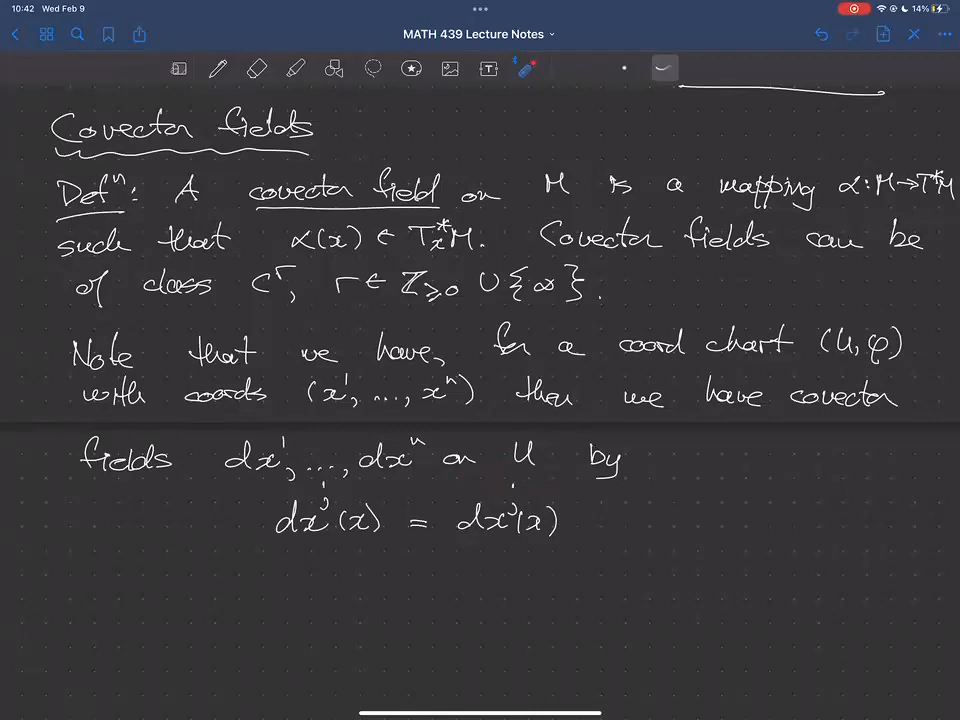 10:42 Wed Feb 9
14%
MATH 439 Lecture Notes
Covector fields
Defⁿ: A covector field on M is a mapping α: M→T*M
such that α(x) ∈ Tₓ*M. Covector fields can be
of class Cʳ, r ∈ ℤ≥0 ∪ {∞}.
Note that we have, for a coord chart (U,φ)
with coords (x¹, ..., xⁿ) then we have covector
fields dx¹, ..., dxⁿ on U by
dxʲ(x) = dxʲ(x)